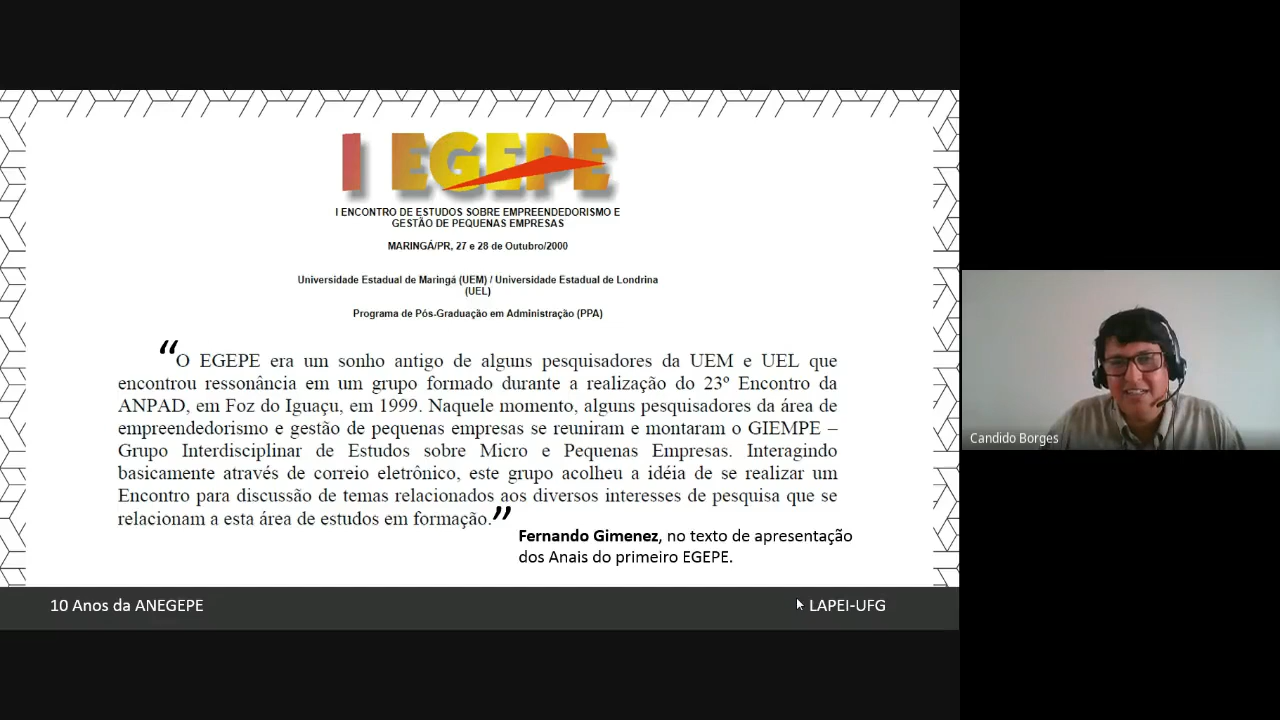 I EGEPE
I ENCONTRO DE ESTUDOS SOBRE EMPREENDEDORISMO E
GESTÃO DE PEQUENAS EMPRESAS
MARINGÁ/PR, 27 e 28 de Outubro/2000
Universidade Estadual de Maringá (UEM) / Universidade Estadual de Londrina
(UEL)
Programa de Pós-Graduação em Administração (PPA)
“O EGEPE era um sonho antigo de alguns pesquisadores da UEM e UEL que
encontrou ressonância em um grupo formado durante a realização do 23º Encontro da
ANPAD, em Foz do Iguaçu, em 1999. Naquele momento, alguns pesquisadores da área de
empreendedorismo e gestão de pequenas empresas se reuniram e montaram o GIEMPE –
Grupo Interdisciplinar de Estudos sobre Micro e Pequenas Empresas. Interagindo
basicamente através de correio eletrônico, este grupo acolheu a idéia de se realizar um
Encontro para discussão de temas relacionados aos diversos interesses de pesquisa que se
relacionam a esta área de estudos em formação.”
Fernando Gimenez, no texto de apresentação
dos Anais do primeiro EGEPE.
10 Anos da ANEGEPE
LAPEI-UFG
Candido Borges